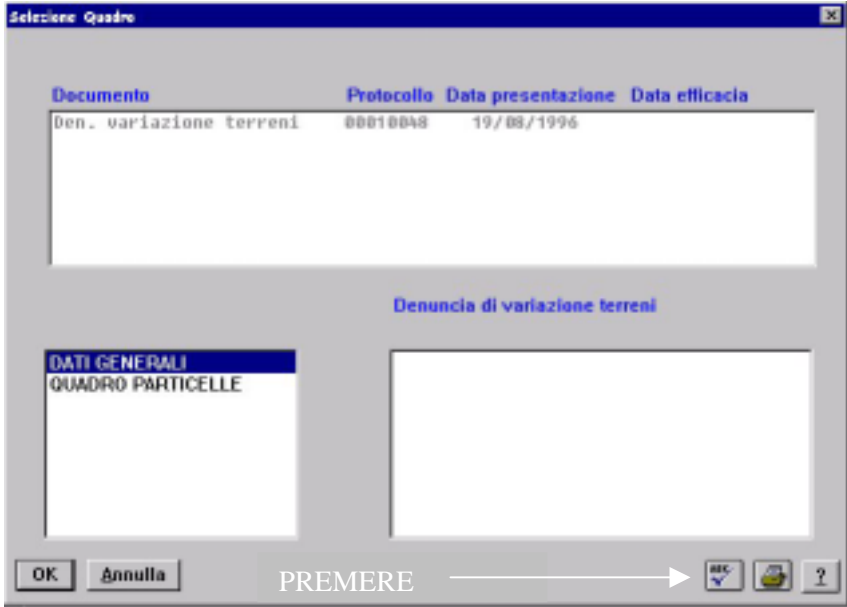 Selezione Quadro
Documento Protocollo Data presentazione Data efficacia
Den. variazione terreni 00010048 19/08/1996
Denuncia di variazione terreni
DATI GENERALI
QUADRO PARTICELLE
OK Annulla PREMERE ABC ?